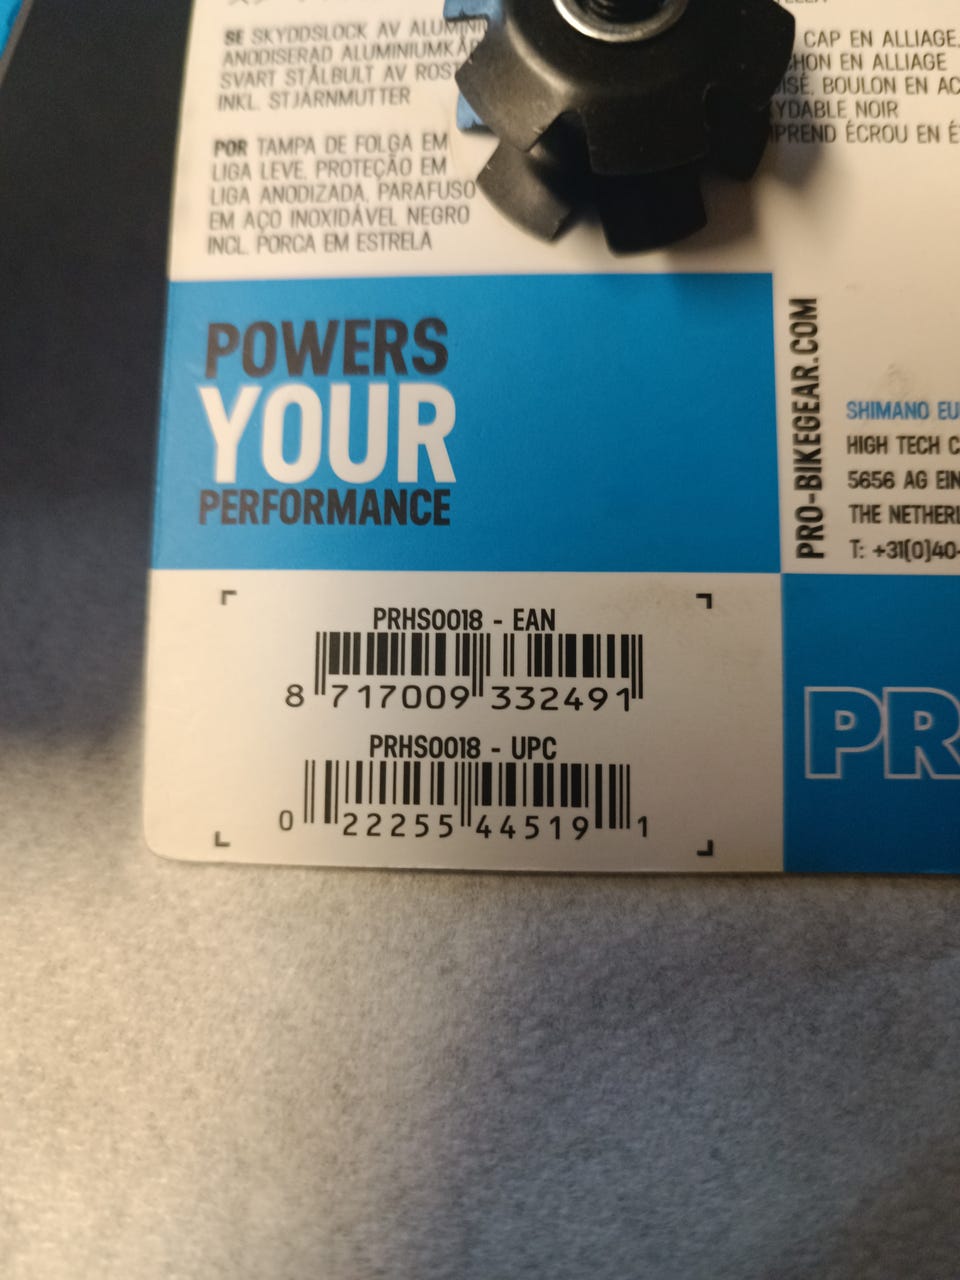 SE SKYDDSLOCK AV ALUMINI
ANODISERAD ALUMINIUMKÅP
SVART STÅLBULT AV ROST
INKL. STJÄRNMUTTER
POR TAMPA DE FOLGA EM
LIGA LEVE, PROTEÇÃO EM
LIGA ANODIZADA, PARAFUSO
EM AÇO INOXIDÁVEL NEGRO
INCL. PORCA EM ESTRELA
CAP EN ALLIAGE,
CHON EN ALLIAGE
ISÉ, BOULON EN AC
YDABLE NOIR
PREND ÉCROU EN É
POWERS
YOUR
PERFORMANCE
PRO-BIKEGEAR.COM
SHIMANO EU
HIGH TECH C
5656 AG EIN
THE NETHERL
T: +31(0)40-
PRHS0018 - EAN
8 717009 332491
PRHS0018 - UPC
0 22255 44519 1
PR